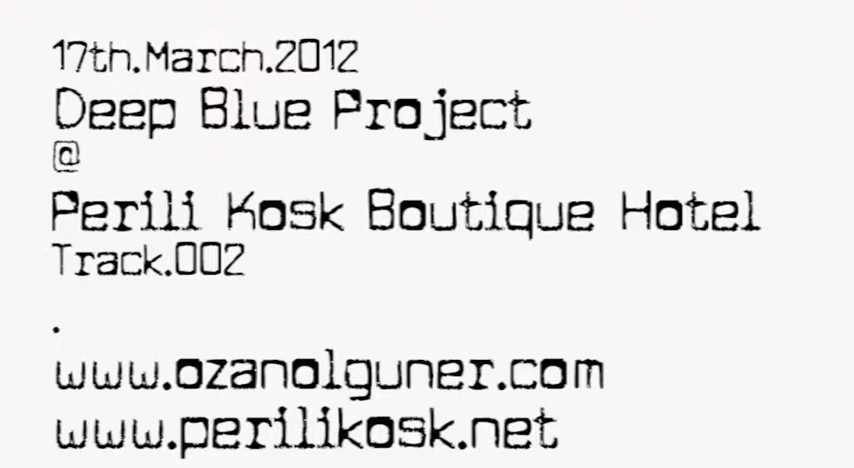 17th.March.2012
Deep Blue Project
@
Perili Kosk Boutique Hotel
Track.002
.
www.ozanolguner.com
www.perilikosk.net